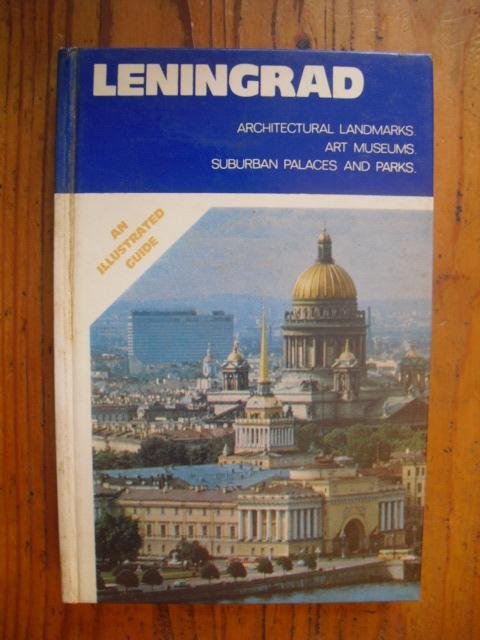 LENINGRAD
ARCHITECTURAL LANDMARKS.
ART MUSEUMS.
SUBURBAN PALACES AND PARKS.
AN
ILLUSTRATED
GUIDE